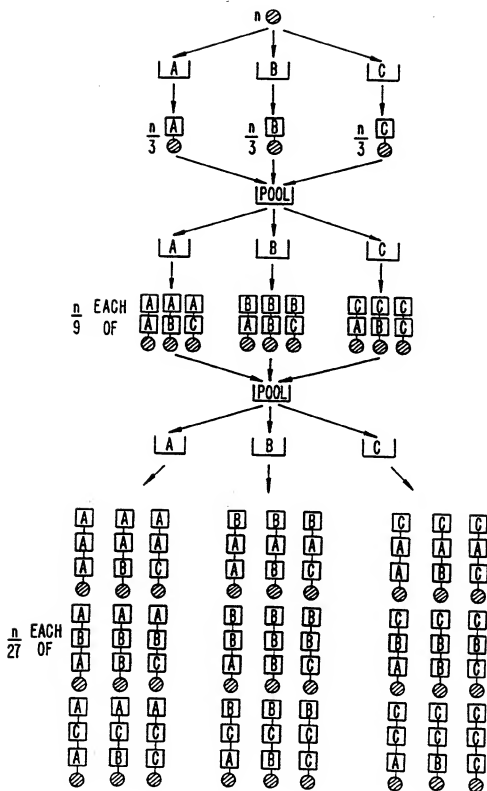 n
A B C
n/3 A n/3 B n/3 C
POOL
A B C
A A A B B B C C C
n/9 EACH OF
A B C A B C A B C
POOL
A B C
A A A B B B C C C
A A A A A A A A A
A B C A B C A B C
A A A B B B C C C
n/27 EACH OF
B B B B B B B B B
A B C A B C A B C
A A A B B B C C C
C C C C C C C C C
A B C A B C A B C